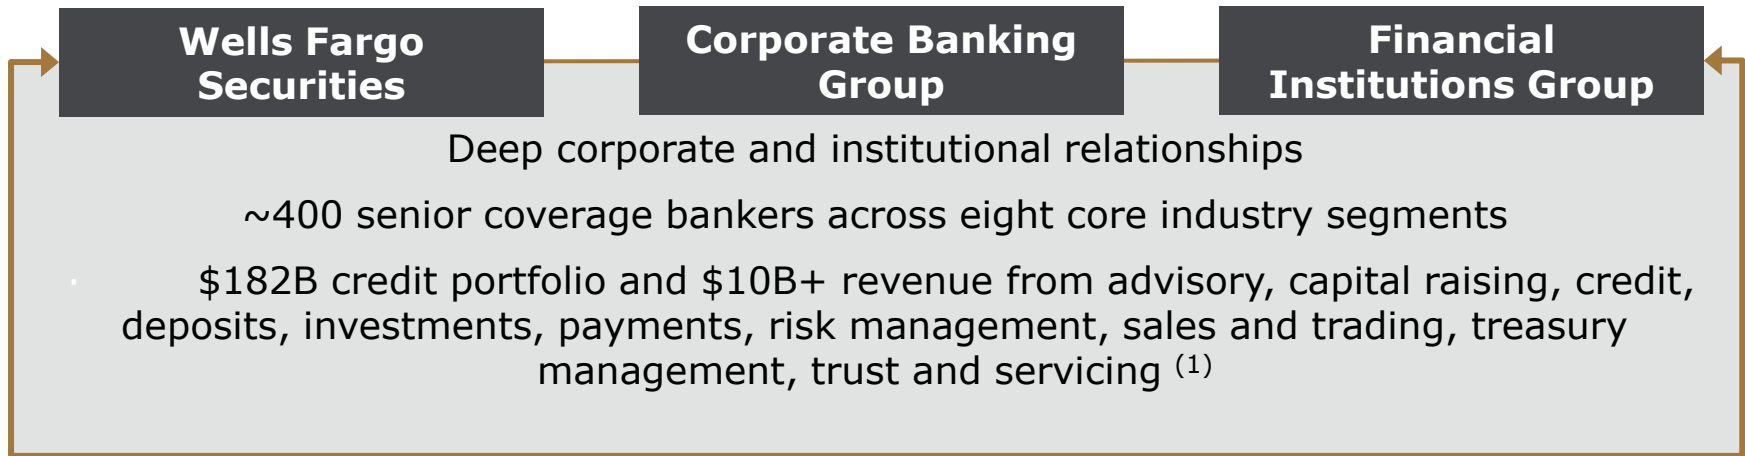 Wells Fargo
Securities
Corporate Banking
Group
Financial
Institutions Group
Deep corporate and institutional relationships
~400 senior coverage bankers across eight core industry segments
$182B credit portfolio and $10B+ revenue from advisory, capital raising, credit,
deposits, investments, payments, risk management, sales and trading, treasury
management, trust and servicing (1)